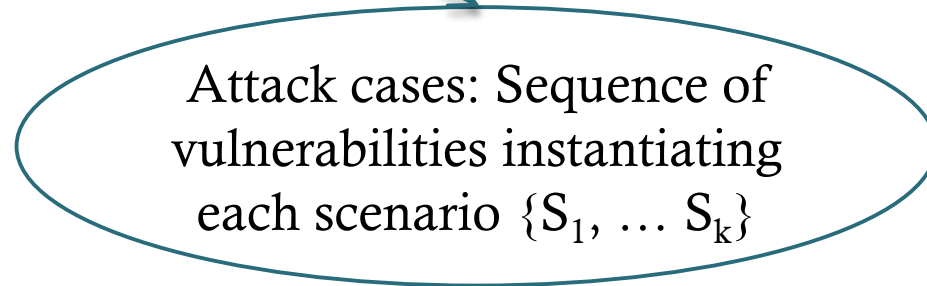 Attack cases: Sequence of
vulnerabilities instantiating
each scenario {S₁, … Sₖ}